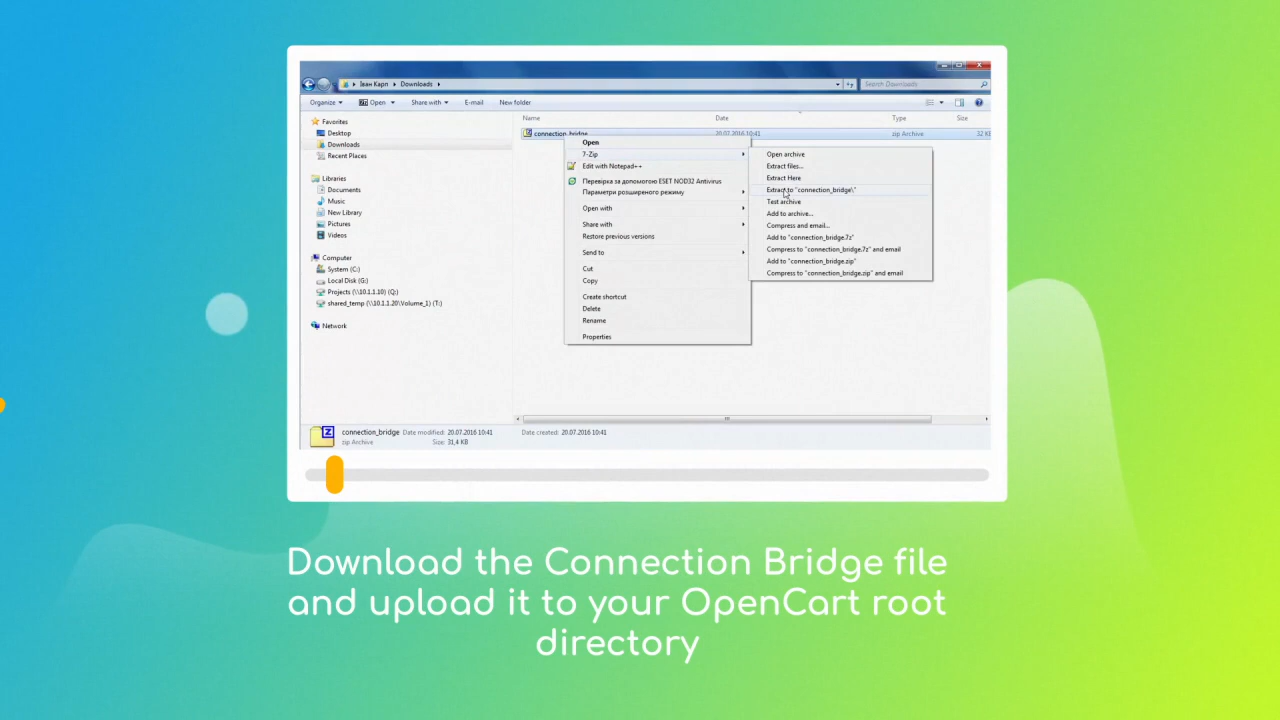 Іван Карп Downloads
Search Downloads
Organize Open Share with E-mail New folder
Name Date Type Size
Favorites
Desktop
Downloads
Recent Places
Libraries
Documents
Music
New Library
Pictures
Videos
Computer
System (C:)
Local Disk (G:)
Projects (\\10.1.1.10) (Q:)
shared_temp (\\10.1.1.20\Volume_1) (T:)
Network
connection_bridge 20.07.2016 10:41 zip Archive 32 KB
Open
7-Zip
Edit with Notepad++
Перевірка за допомогою ESET NOD32 Antivirus
Параметри розширеного режиму
Open with
Share with
Restore previous versions
Send to
Cut
Copy
Create shortcut
Delete
Rename
Properties
Open archive
Extract files...
Extract Here
Extract to "connection_bridge\"
Test archive
Add to archive...
Compress and email...
Add to "connection_bridge.7z"
Compress to "connection_bridge.7z" and email
Add to "connection_bridge.zip"
Compress to "connection_bridge.zip" and email
connection_bridge Date modified: 20.07.2016 10:41 Date created: 20.07.2016 10:41
zip Archive Size: 31,4 KB
Download the Connection Bridge file
and upload it to your OpenCart root
directory